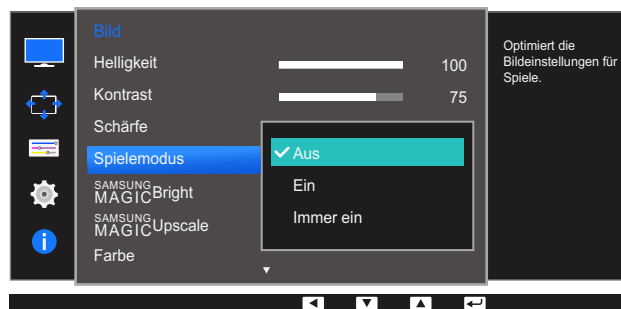 Bild
Helligkeit 100
Kontrast 75
Schärfe
Spielemodus
Aus
Ein
Immer ein
SAMSUNG
MAGICBright
SAMSUNG
MAGICUpscale
Farbe
Optimiert die
Bildeinstellungen für
Spiele.